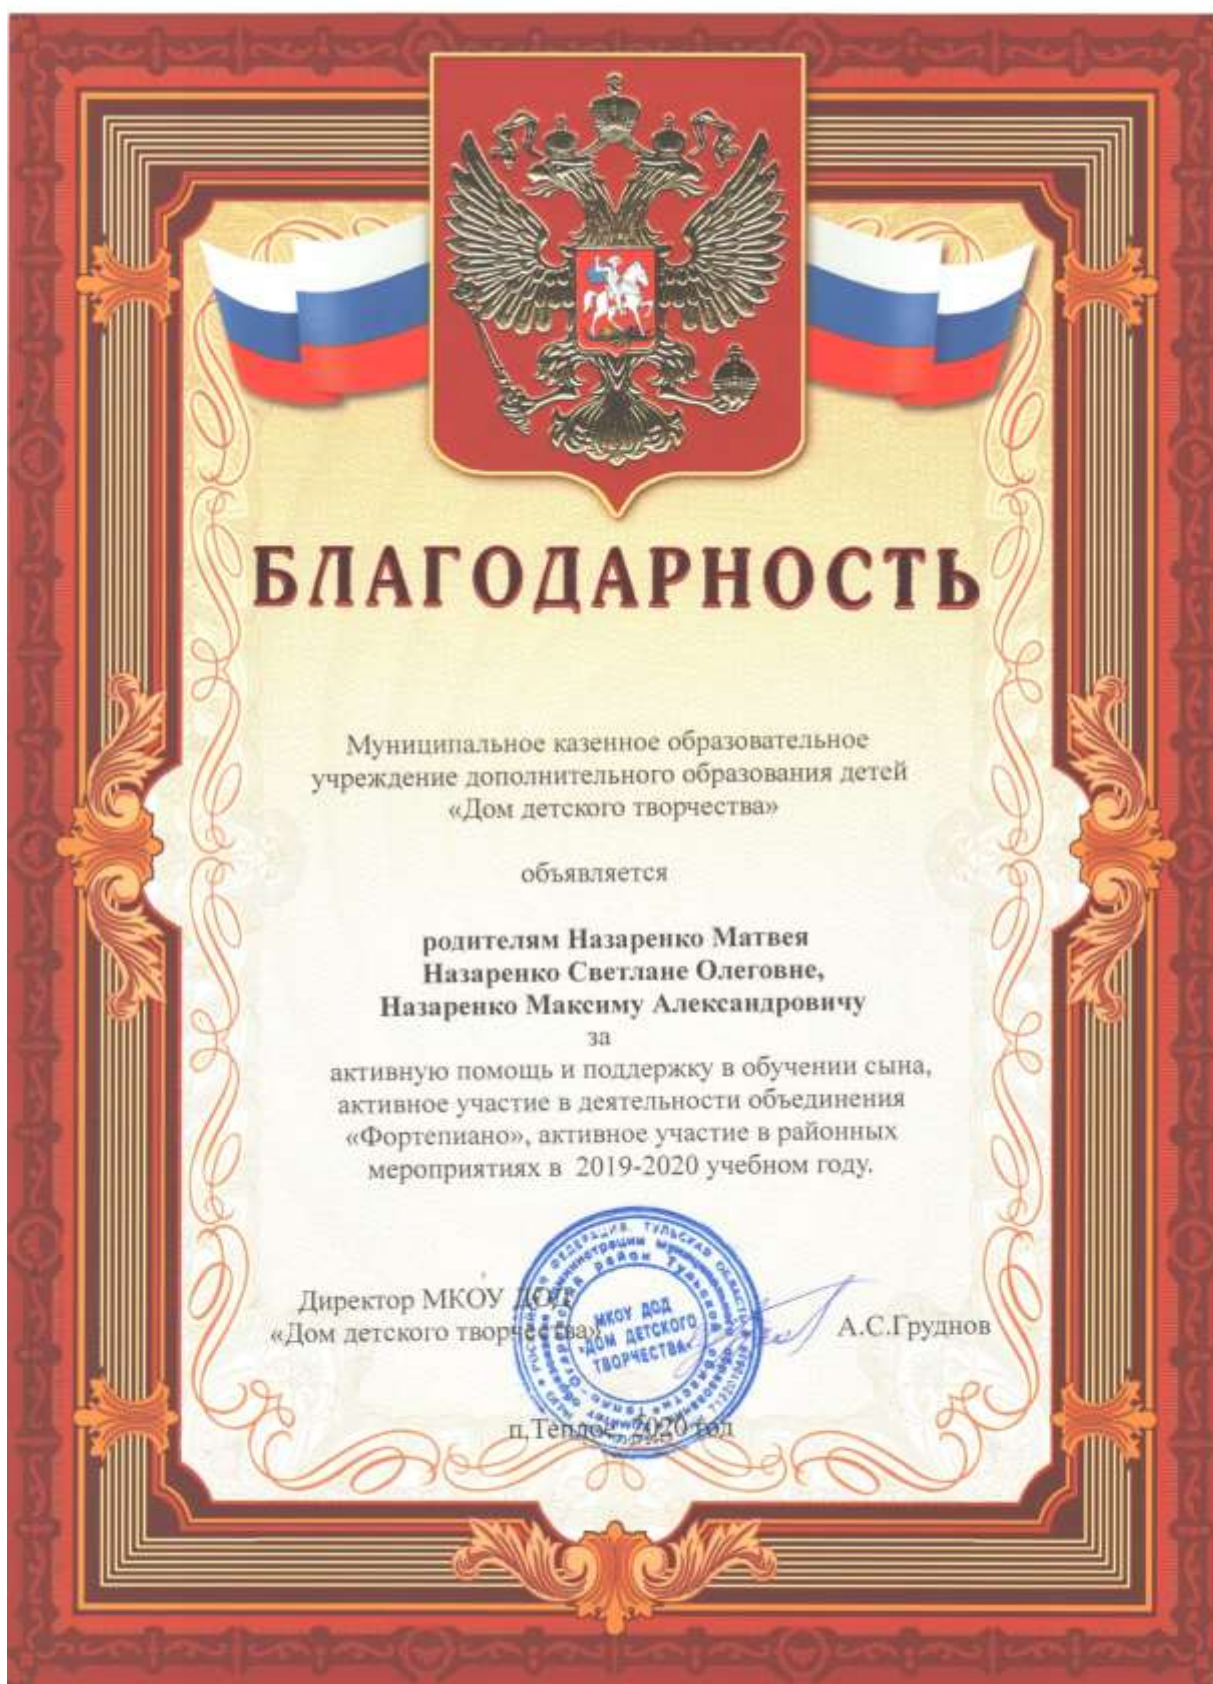 БЛАГОДАРНОСТЬ
Муниципальное казенное образовательное
учреждение дополнительного образования детей
«Дом детского творчества»
объявляется
родителям Назаренко Матвея
Назаренко Светлане Олеговне,
Назаренко Максиму Александровичу
за
активную помощь и поддержку в обучении сына,
активное участие в деятельности объединения
«Фортепиано», активное участие в районных
мероприятиях в 2019-2020 учебном году.
Директор МКОУ ДОД
«Дом детского творчества»
А.С.Груднов
МКОУ ДОД
«ДОМ ДЕТСКОГО
ТВОРЧЕСТВА»
п.Теплое, 2020 год